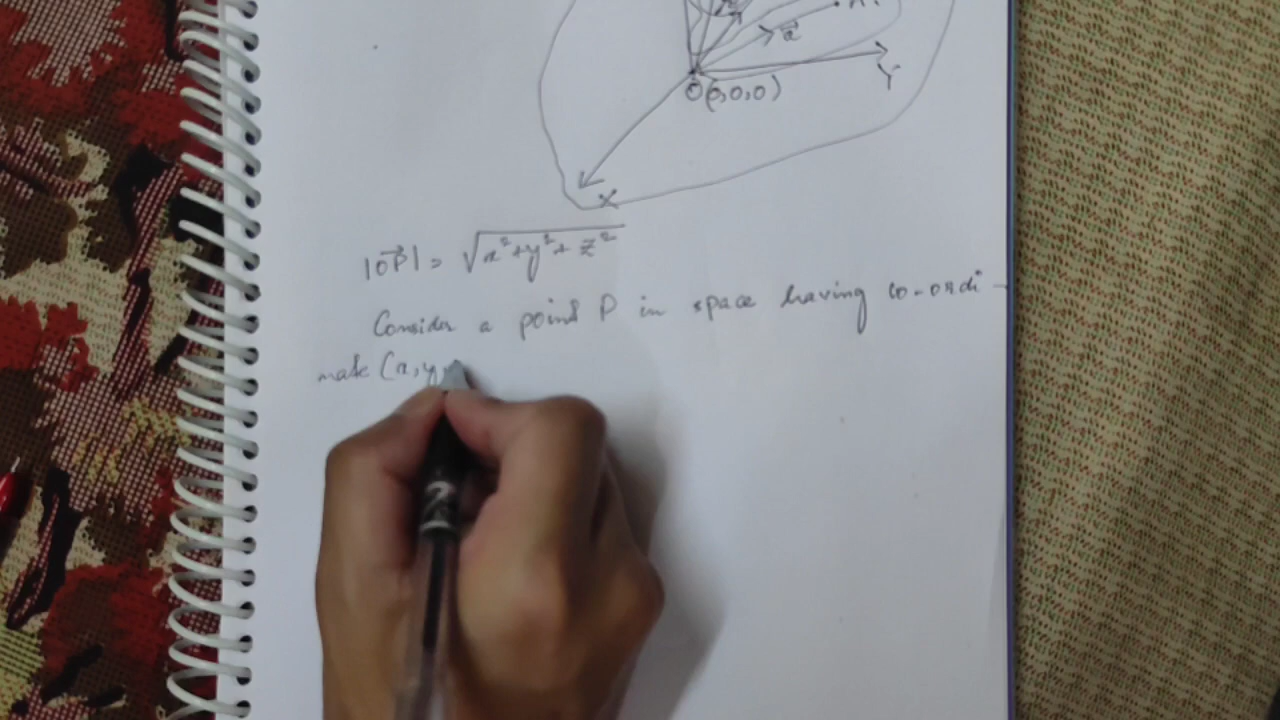 a⃗
Y
O(0,0,0)
X
|OP⃗| = √x²+y²+z²
Consider a point P in space having co-ordi-
nate (x,y,